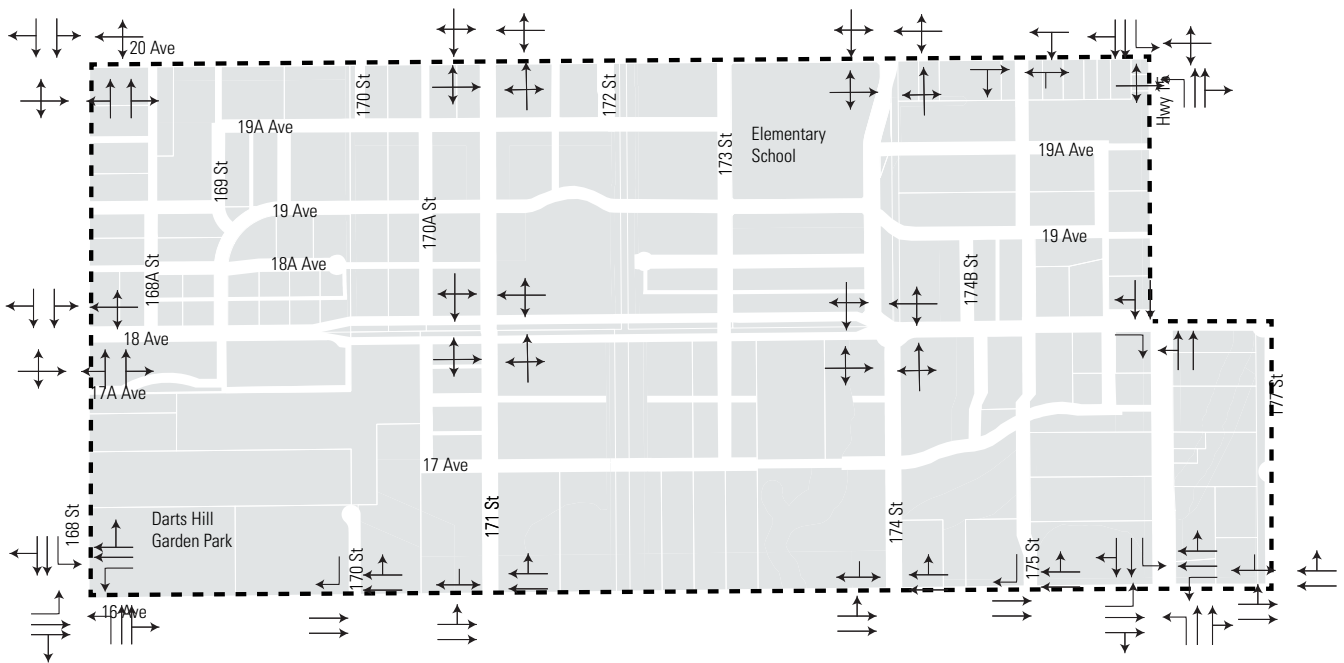 20 Ave
170 St
172 St
Hwy 15
19A Ave
Elementary
School
173 St
19A Ave
169 St
19 Ave
170A St
19 Ave
18A Ave
168A St
174B St
18 Ave
17A Ave
177 St
17 Ave
168 St
Darts Hill
Garden Park
171 St
174 St
170 St
175 St
16 Ave